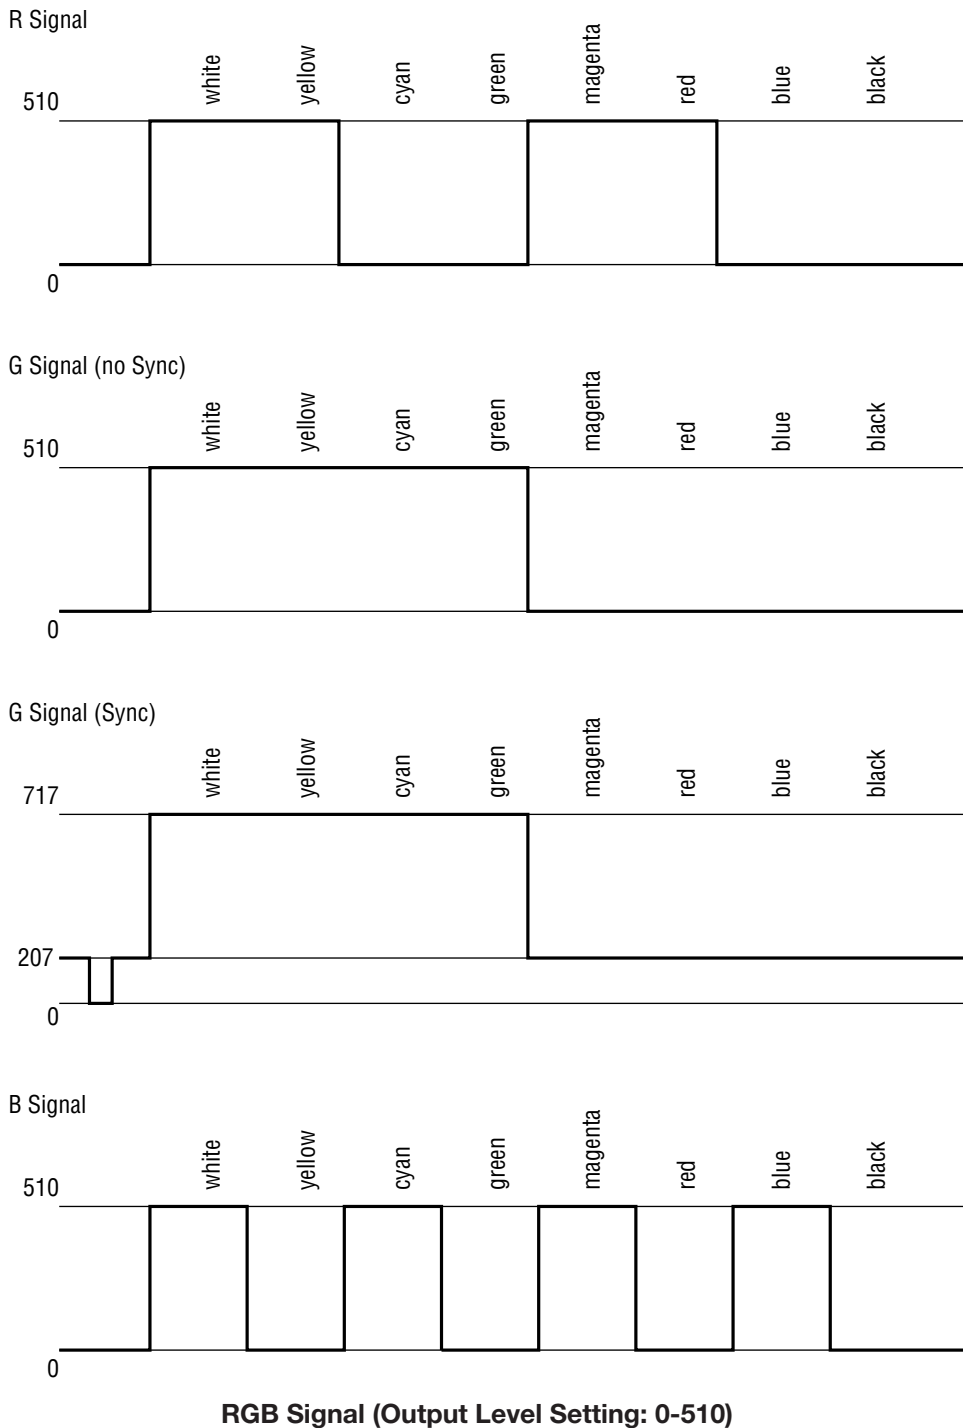 R Signal
white yellow cyan green magenta red blue black
510
0
G Signal (no Sync)
white yellow cyan green magenta red blue black
510
0
G Signal (Sync)
white yellow cyan green magenta red blue black
717
207
0
B Signal
white yellow cyan green magenta red blue black
510
0
RGB Signal (Output Level Setting: 0-510)